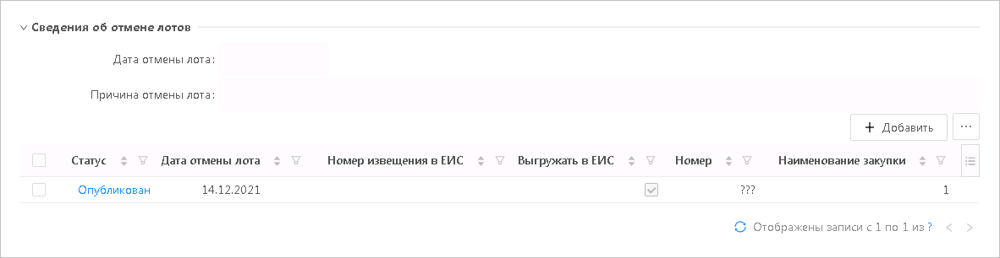 Сведения об отмене лотов
Дата отмены лота:
Причина отмены лота:
+ Добавить ...
Статус Дата отмены лота Номер извещения в ЕИС Выгружать в ЕИС Номер Наименование закупки
Опубликован 14.12.2021 ??? 1
Отображены записи с 1 по 1 из ?